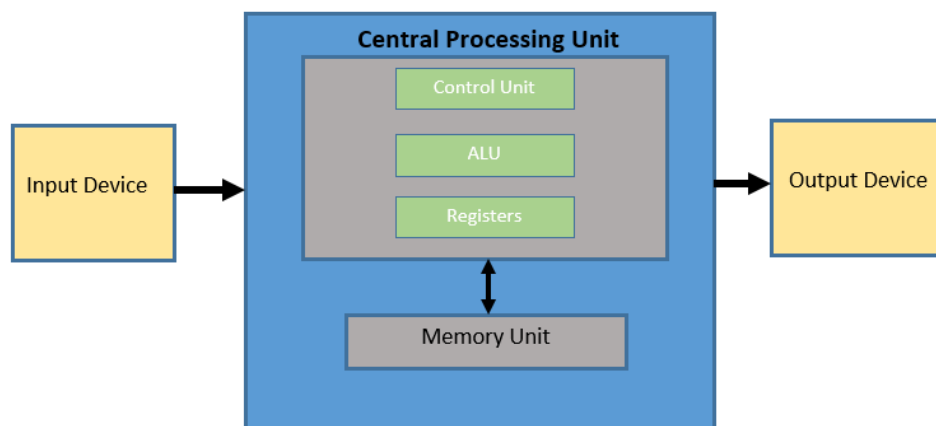 Central Processing Unit
Control Unit
ALU
Registers
Input Device
Output Device
Memory Unit